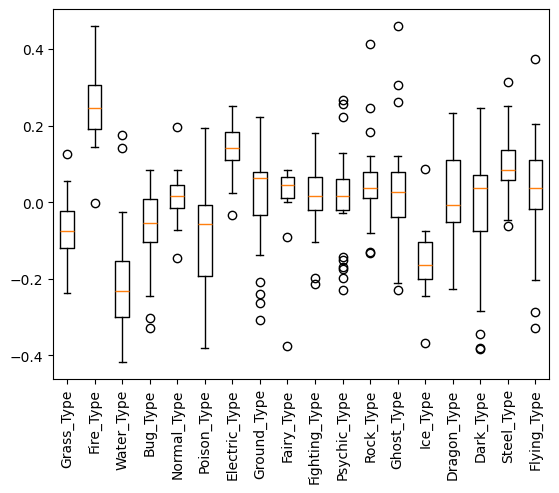 0.4
0.2
0.0
−0.2
−0.4
Grass_Type
Fire_Type
Water_Type
Bug_Type
Normal_Type
Poison_Type
Electric_Type
Ground_Type
Fairy_Type
Fighting_Type
Psychic_Type
Rock_Type
Ghost_Type
Ice_Type
Dragon_Type
Dark_Type
Steel_Type
Flying_Type